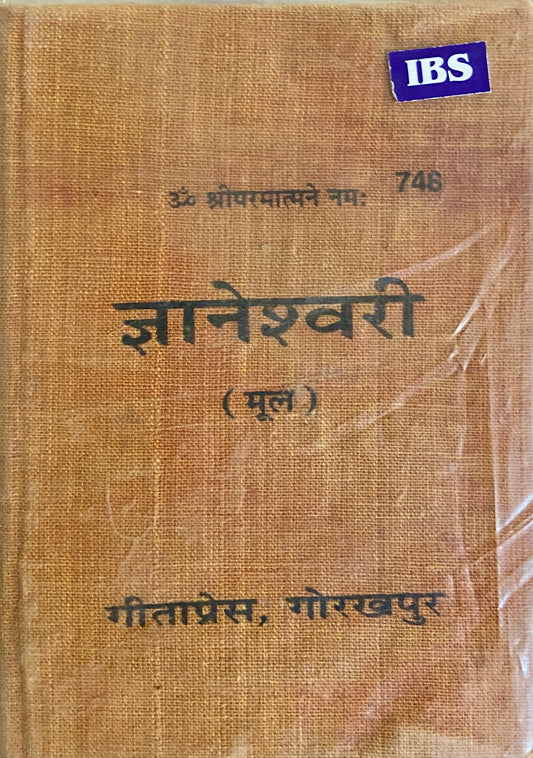 IBS
748
ॐ श्रीपरमात्मने नमः
ज्ञानेश्वरी
( मूल )
गीताप्रेस, गोरखपुर